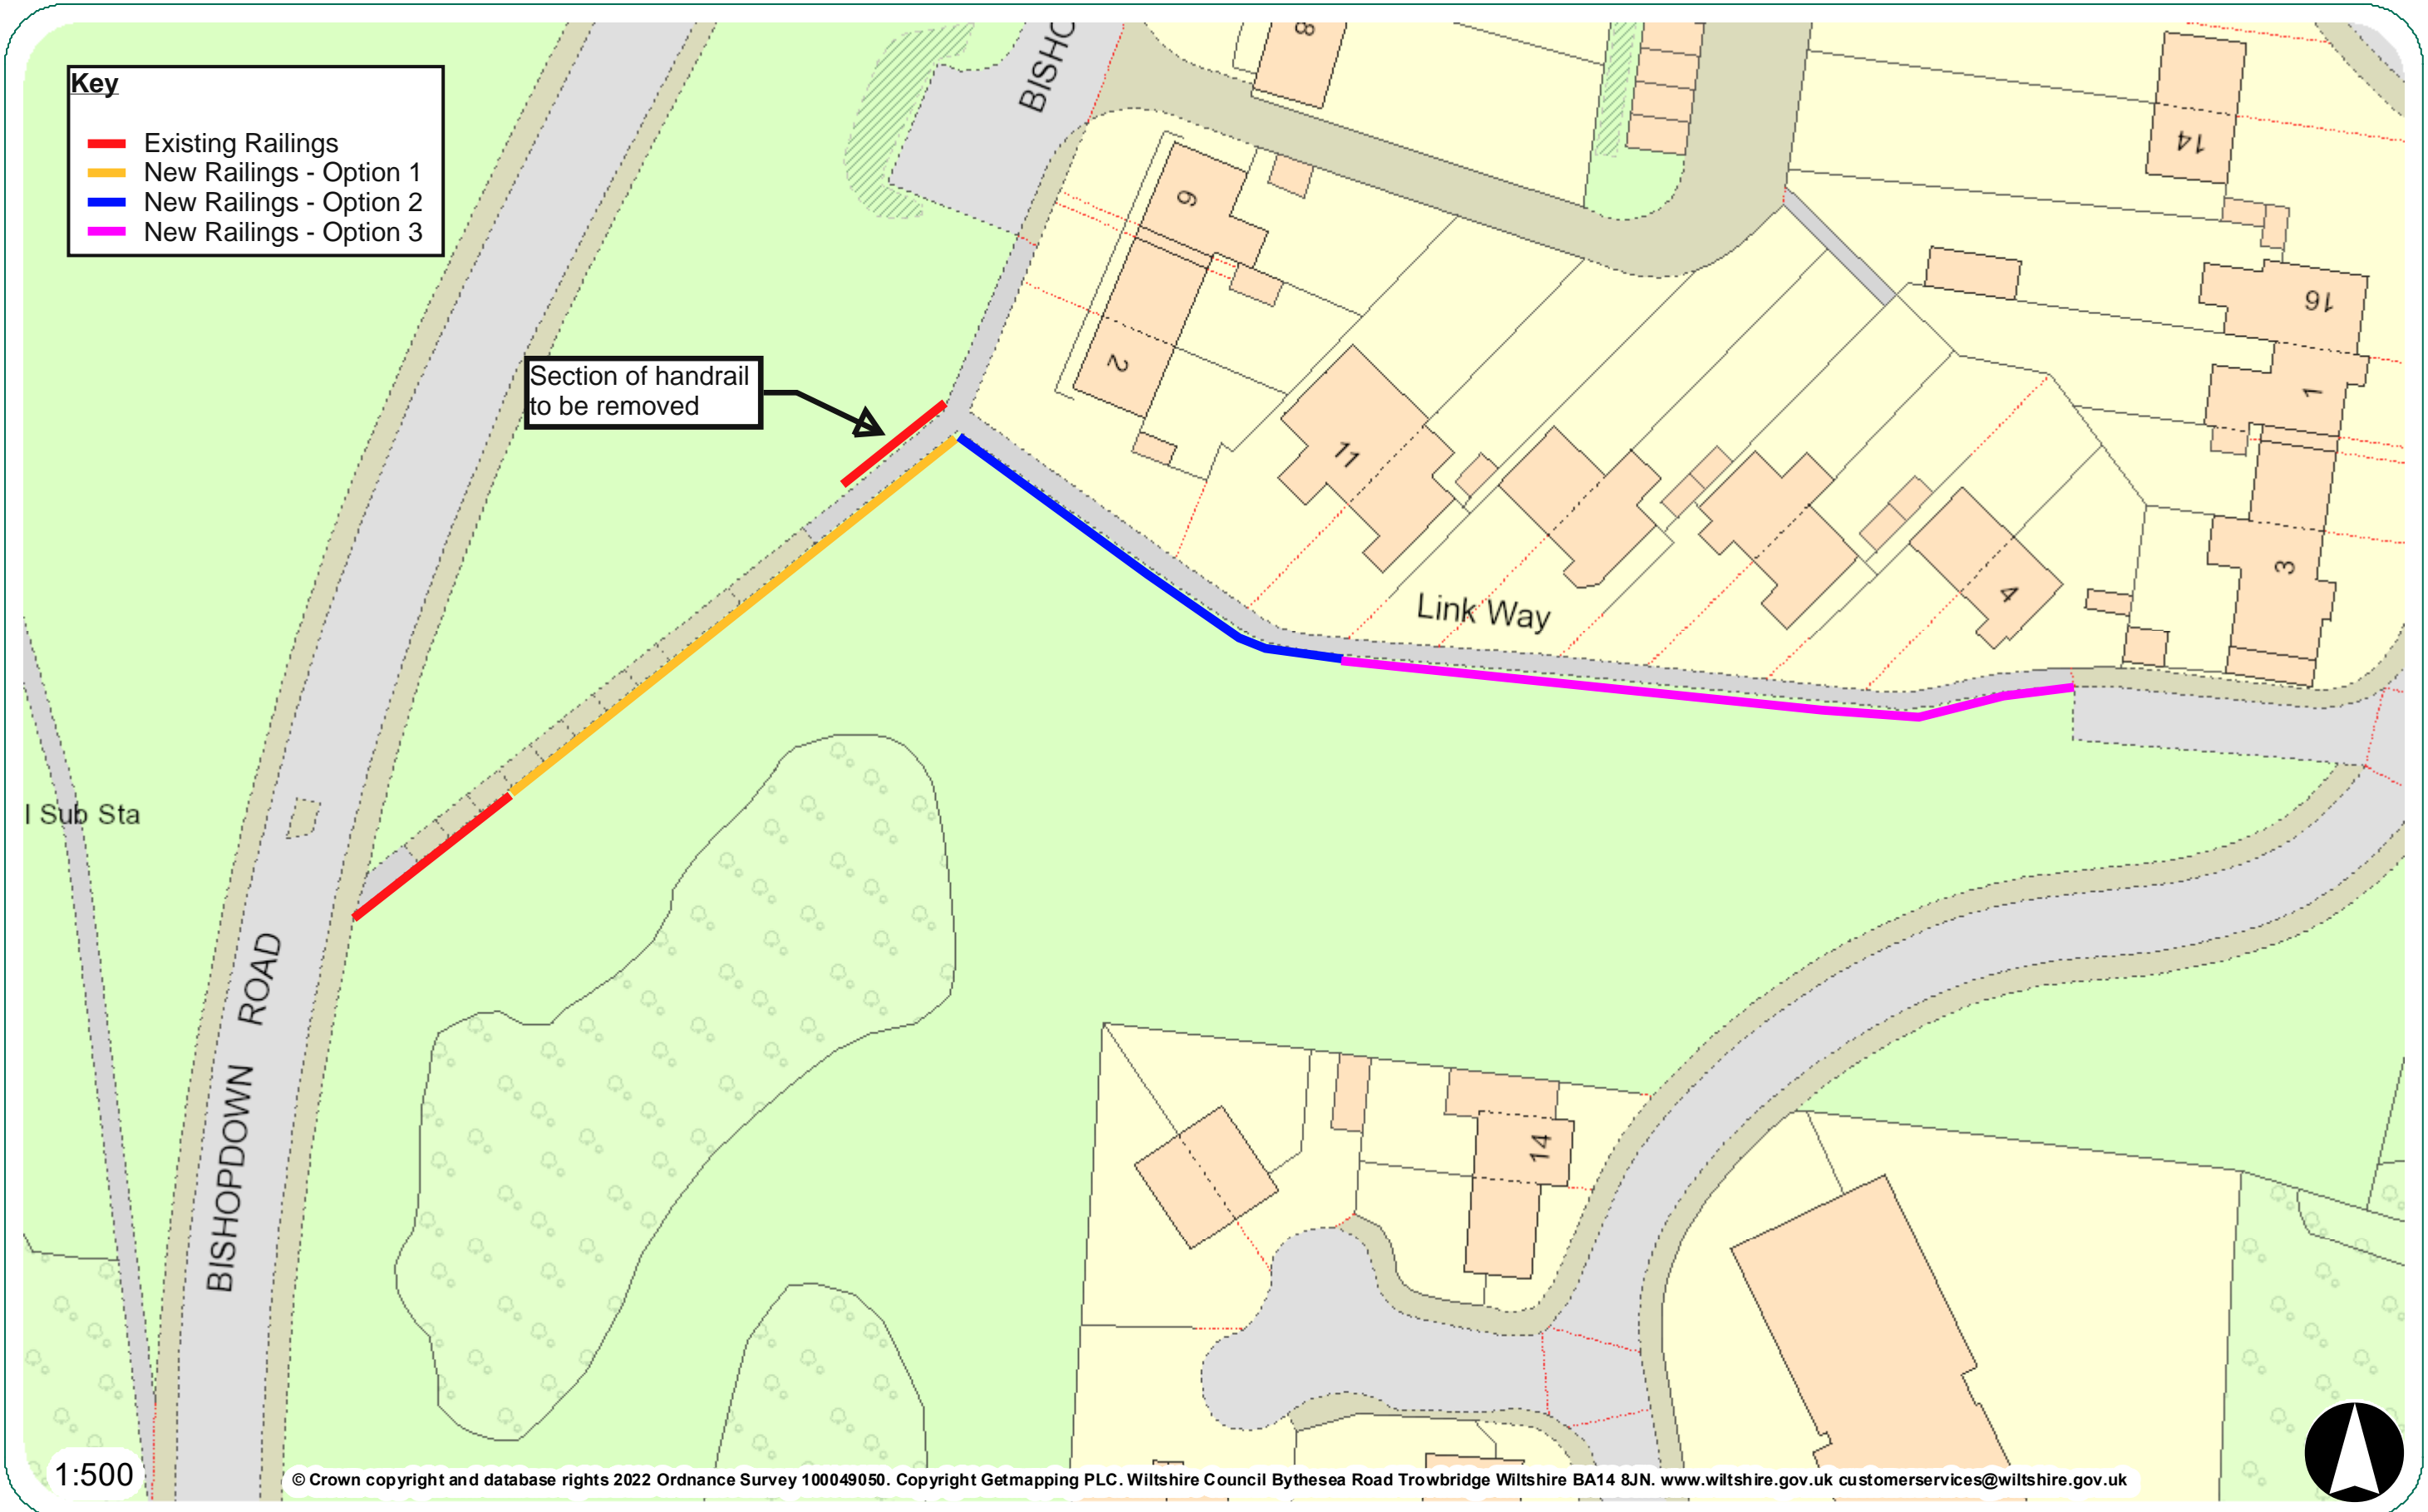 Key
Existing Railings
New Railings - Option 1
New Railings - Option 2
New Railings - Option 3
BISHO
8
14
6
16
2
Section of handrail
to be removed
1
11
3
4
Link Way
l Sub Sta
BISHOPDOWN ROAD
14
1:500
© Crown copyright and database rights 2022 Ordnance Survey 100049050. Copyright Getmapping PLC. Wiltshire Council Bythesea Road Trowbridge Wiltshire BA14 8JN. www.wiltshire.gov.uk customerservices@wiltshire.gov.uk